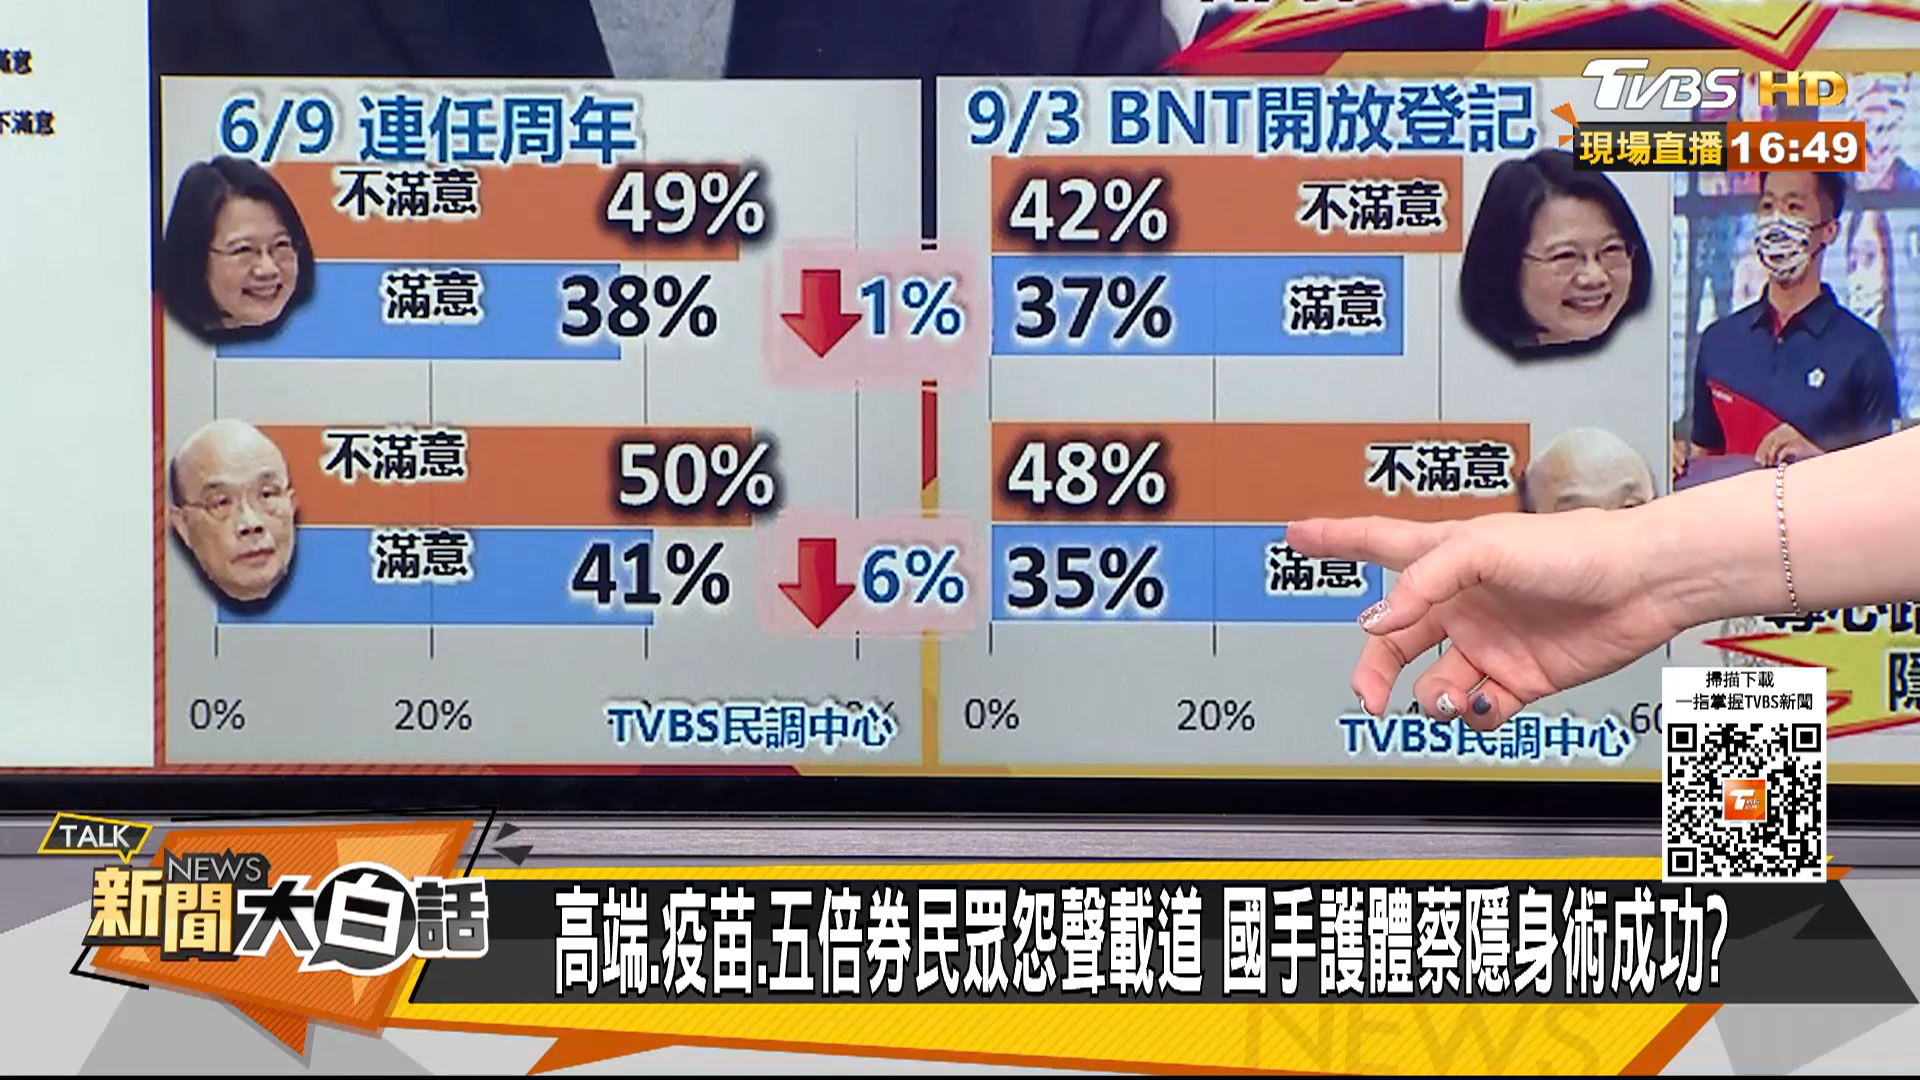 滿意
不滿意
TVBS HD
現場直播 16:49
6/9 連任周年
不滿意 49%
滿意 38%
1%
不滿意 50%
滿意 41%
6%
0% 20%
TVBS民調中心
9/3 BNT開放登記
42% 不滿意
37% 滿意
48% 不滿意
35% 滿意
0% 20%
TVBS民調中心
掃描下載
一指掌握TVBS新聞
TALK
NEWS
新聞大白話
高端.疫苗.五倍券民眾怨聲載道 國手護體蔡隱身術成功?
NEWS